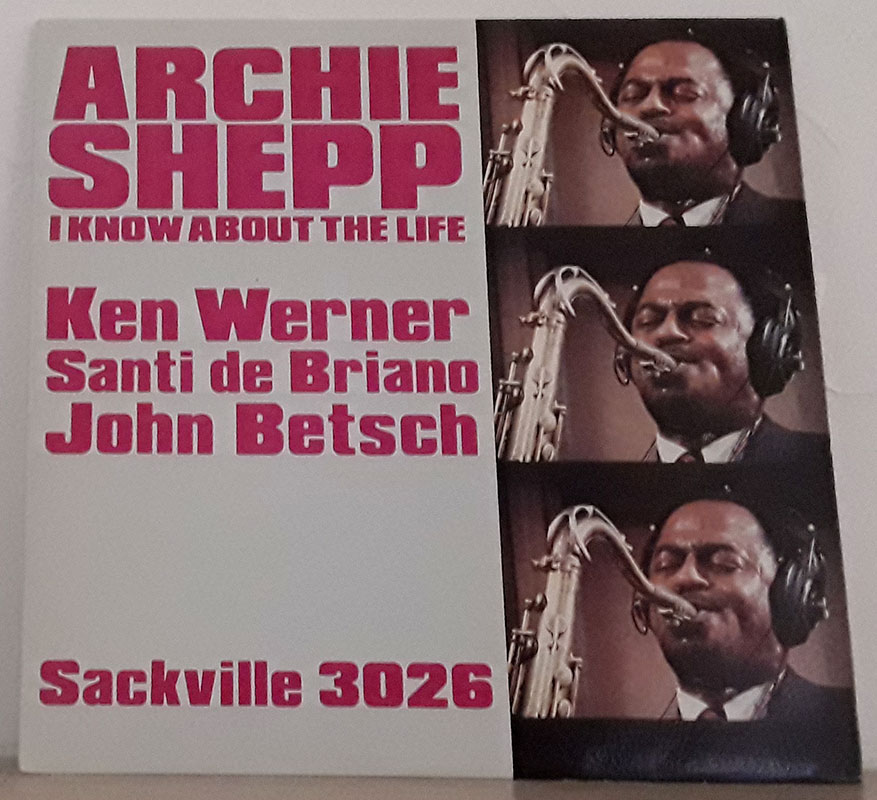 ARCHIE
SHEPP
I KNOW ABOUT THE LIFE
Ken Werner
Santi de Briano
John Betsch
Sackville 3026